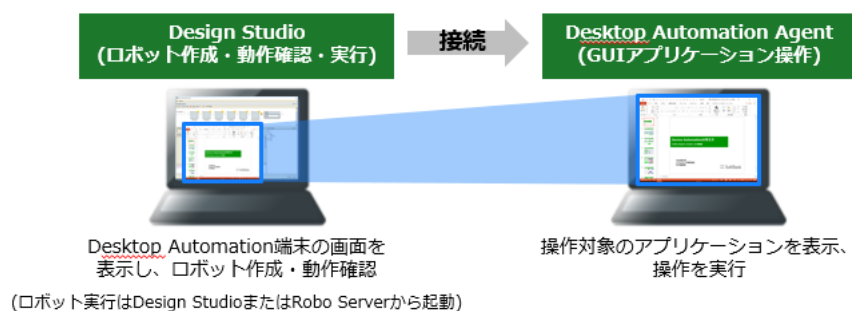 Design Studio
(ロボット作成・動作確認・実行)
接続
Desktop Automation Agent
(GUIアプリケーション操作)
Desktop Automation端末の画面を
表示し、ロボット作成・動作確認
操作対象のアプリケーションを表示、
操作を実行
(ロボット実行はDesign StudioまたはRobo Serverから起動)